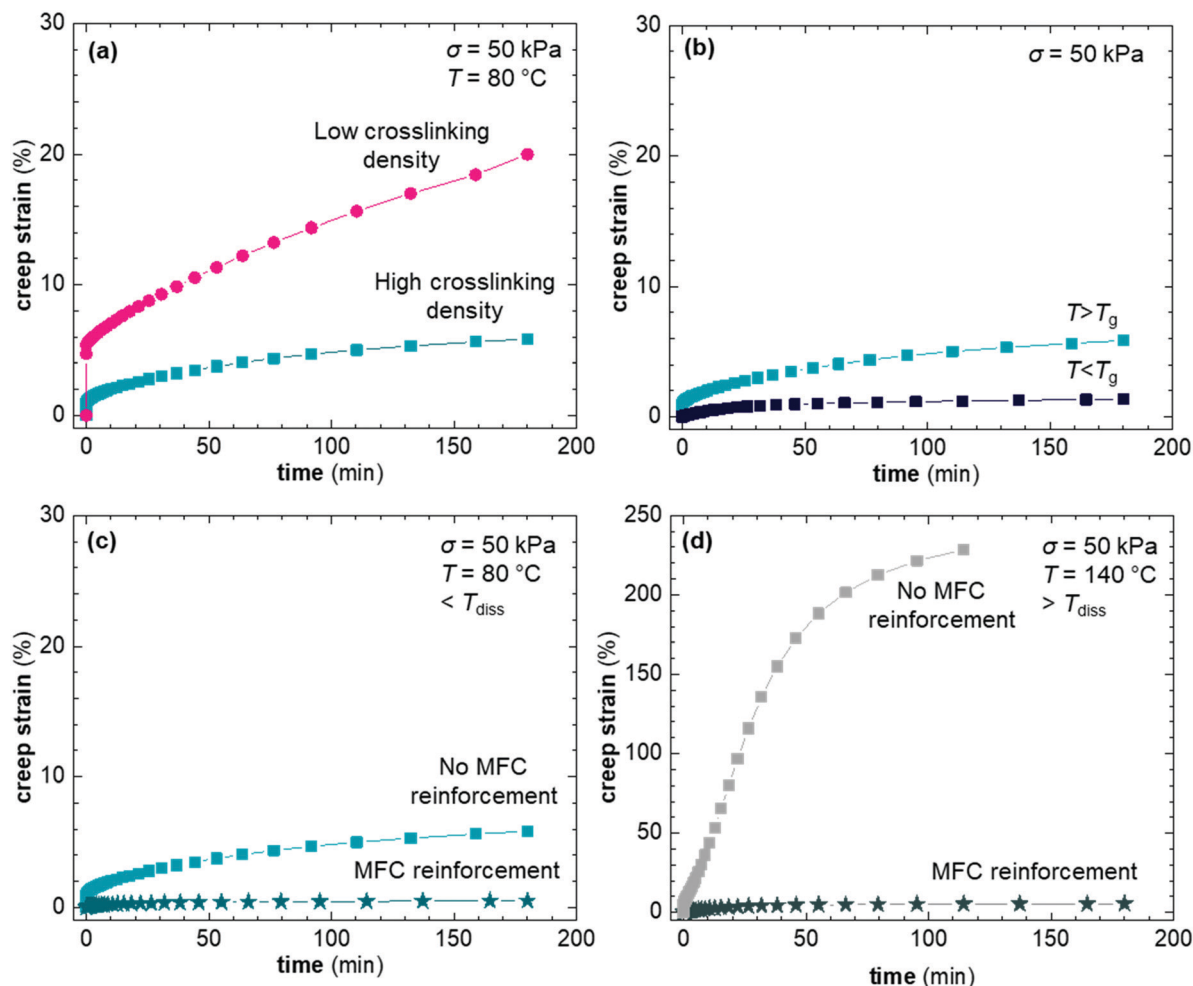 (a)
σ = 50 kPa
T = 80 °C
Low crosslinking
density
High crosslinking
density
creep strain (%)
30
20
10
0
0 50 100 150 200
time (min)
(b)
σ = 50 kPa
T>Tg
T<Tg
creep strain (%)
30
20
10
0
0 50 100 150 200
time (min)
(c)
σ = 50 kPa
T = 80 °C
< Tdiss
No MFC
reinforcement
MFC reinforcement
creep strain (%)
30
20
10
0
0 50 100 150 200
time (min)
(d)
σ = 50 kPa
T = 140 °C
> Tdiss
No MFC
reinforcement
MFC reinforcement
creep strain (%)
250
200
150
100
50
0
0 50 100 150 200
time (min)